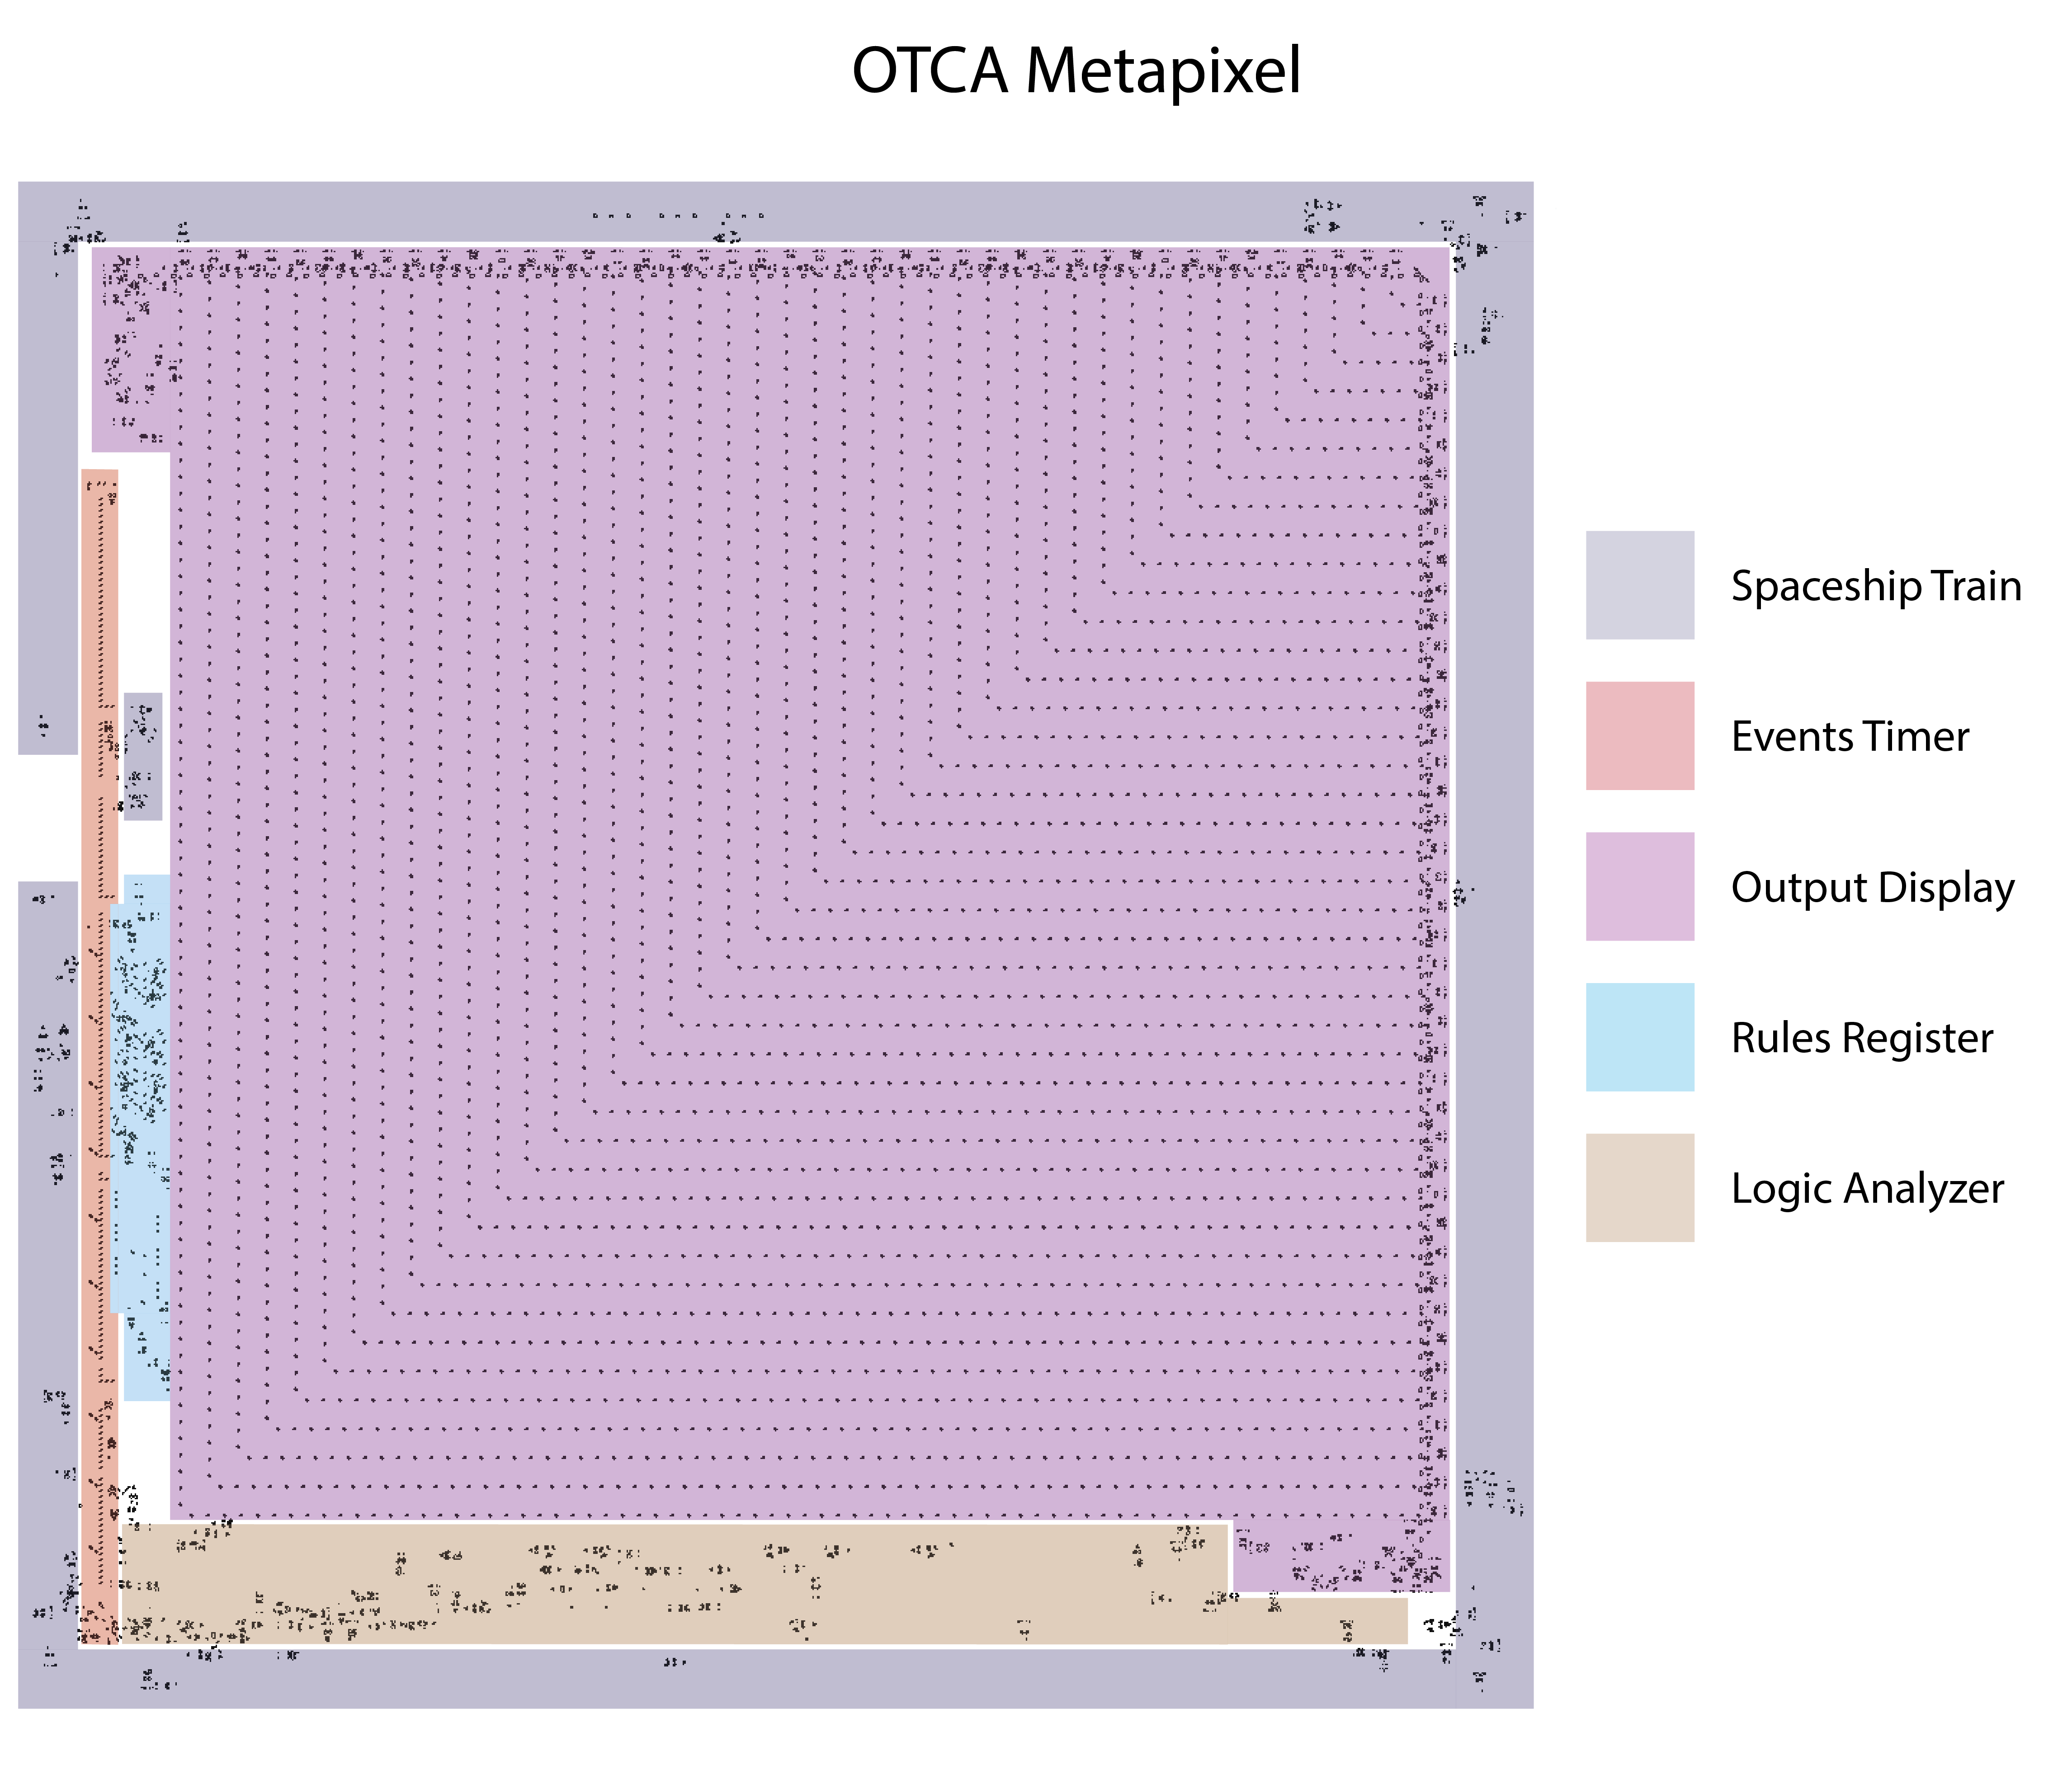 OTCA Metapixel
Spaceship Train
Events Timer
Output Display
Rules Register
Logic Analyzer